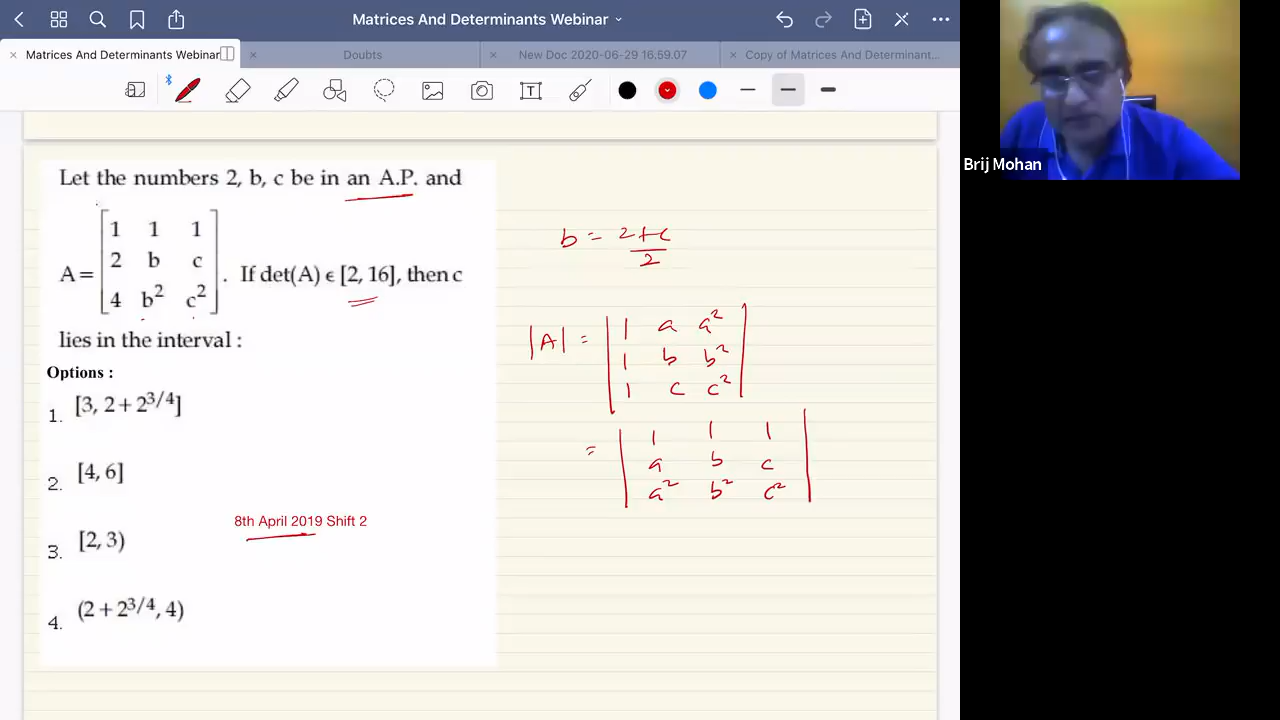 Matrices And Determinants Webinar
Matrices And Determinants Webinar
Doubts
New Doc 2020-06-29 16.59.07
Copy of Matrices And Determinant...
Brij Mohan
Let the numbers 2, b, c be in an A.P. and
A = [1 1 1
2 b c
4 b² c²]. If det(A) ϵ [2, 16], then c
lies in the interval :
Options :
1. [3, 2 + 2^{3/4}]
2. [4, 6]
3. [2, 3)
4. (2 + 2^{3/4}, 4)
8th April 2019 Shift 2
b = 2+c
2
|A| = | 1 a a² |
| 1 b b² |
| 1 c c² |
= | 1 1 1 |
| a b c |
| a² b² c² |